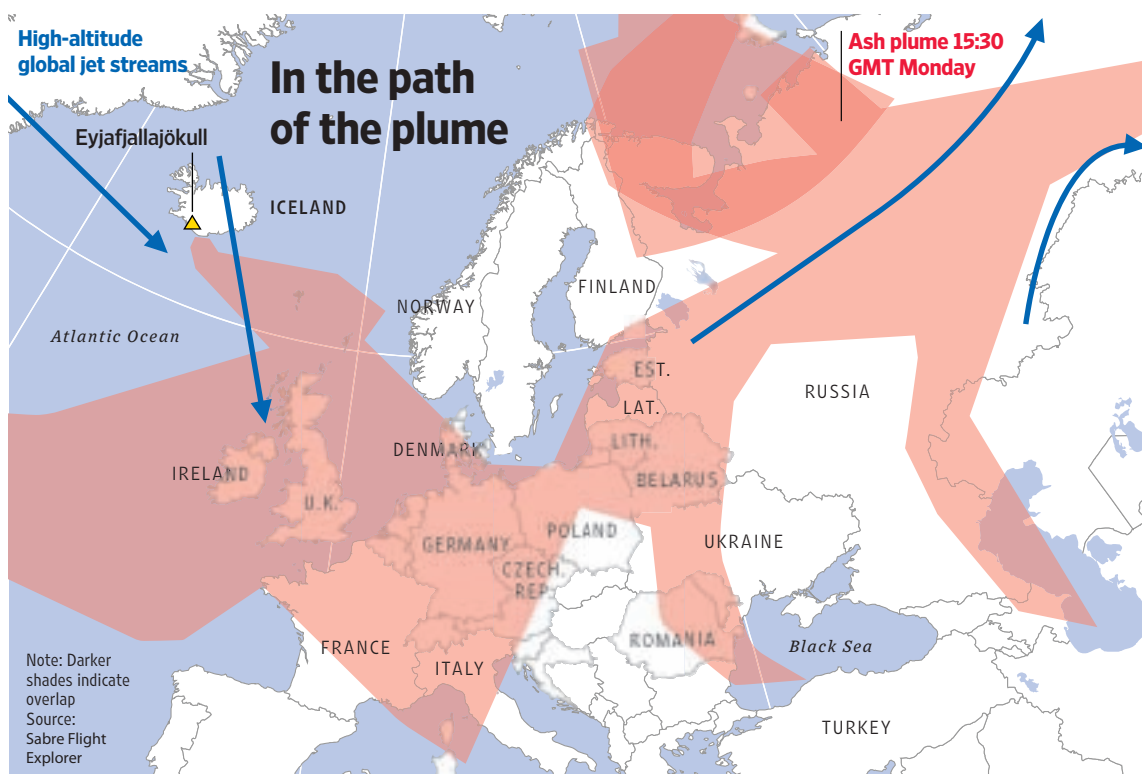 High-altitude
global jet streams
In the path
of the plume
Ash plume 15:30
GMT Monday
Eyjafjallajökull
ICELAND
NORWAY
FINLAND
Atlantic Ocean
EST.
RUSSIA
LAT.
LITH.
DENMARK
IRELAND
BELARUS
U.K.
POLAND
GERMANY
UKRAINE
CZECH.
REP.
ROMANIA
FRANCE
Black Sea
ITALY
TURKEY
Note: Darker
shades indicate
overlap
Source:
Sabre Flight
Explorer